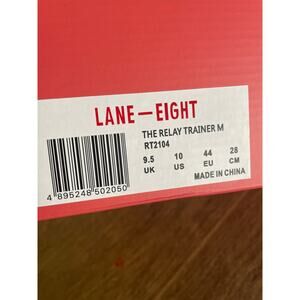 LANE—EIGHT
THE RELAY TRAINER M
RT2104
9.5 10 44 28
UK US EU CM
MADE IN CHINA
4 895248 502050